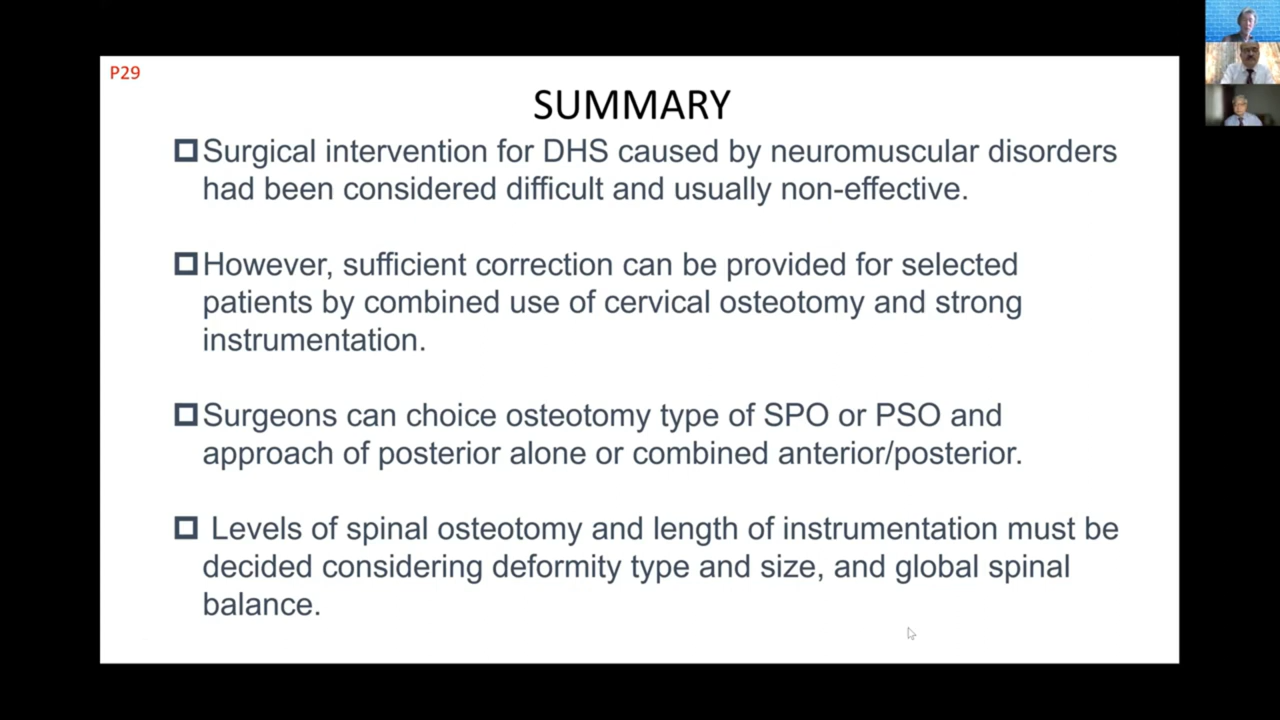 P29
SUMMARY
Surgical intervention for DHS caused by neuromuscular disorders
had been considered difficult and usually non-effective.
However, sufficient correction can be provided for selected
patients by combined use of cervical osteotomy and strong
instrumentation.
Surgeons can choice osteotomy type of SPO or PSO and
approach of posterior alone or combined anterior/posterior.
Levels of spinal osteotomy and length of instrumentation must be
decided considering deformity type and size, and global spinal
balance.